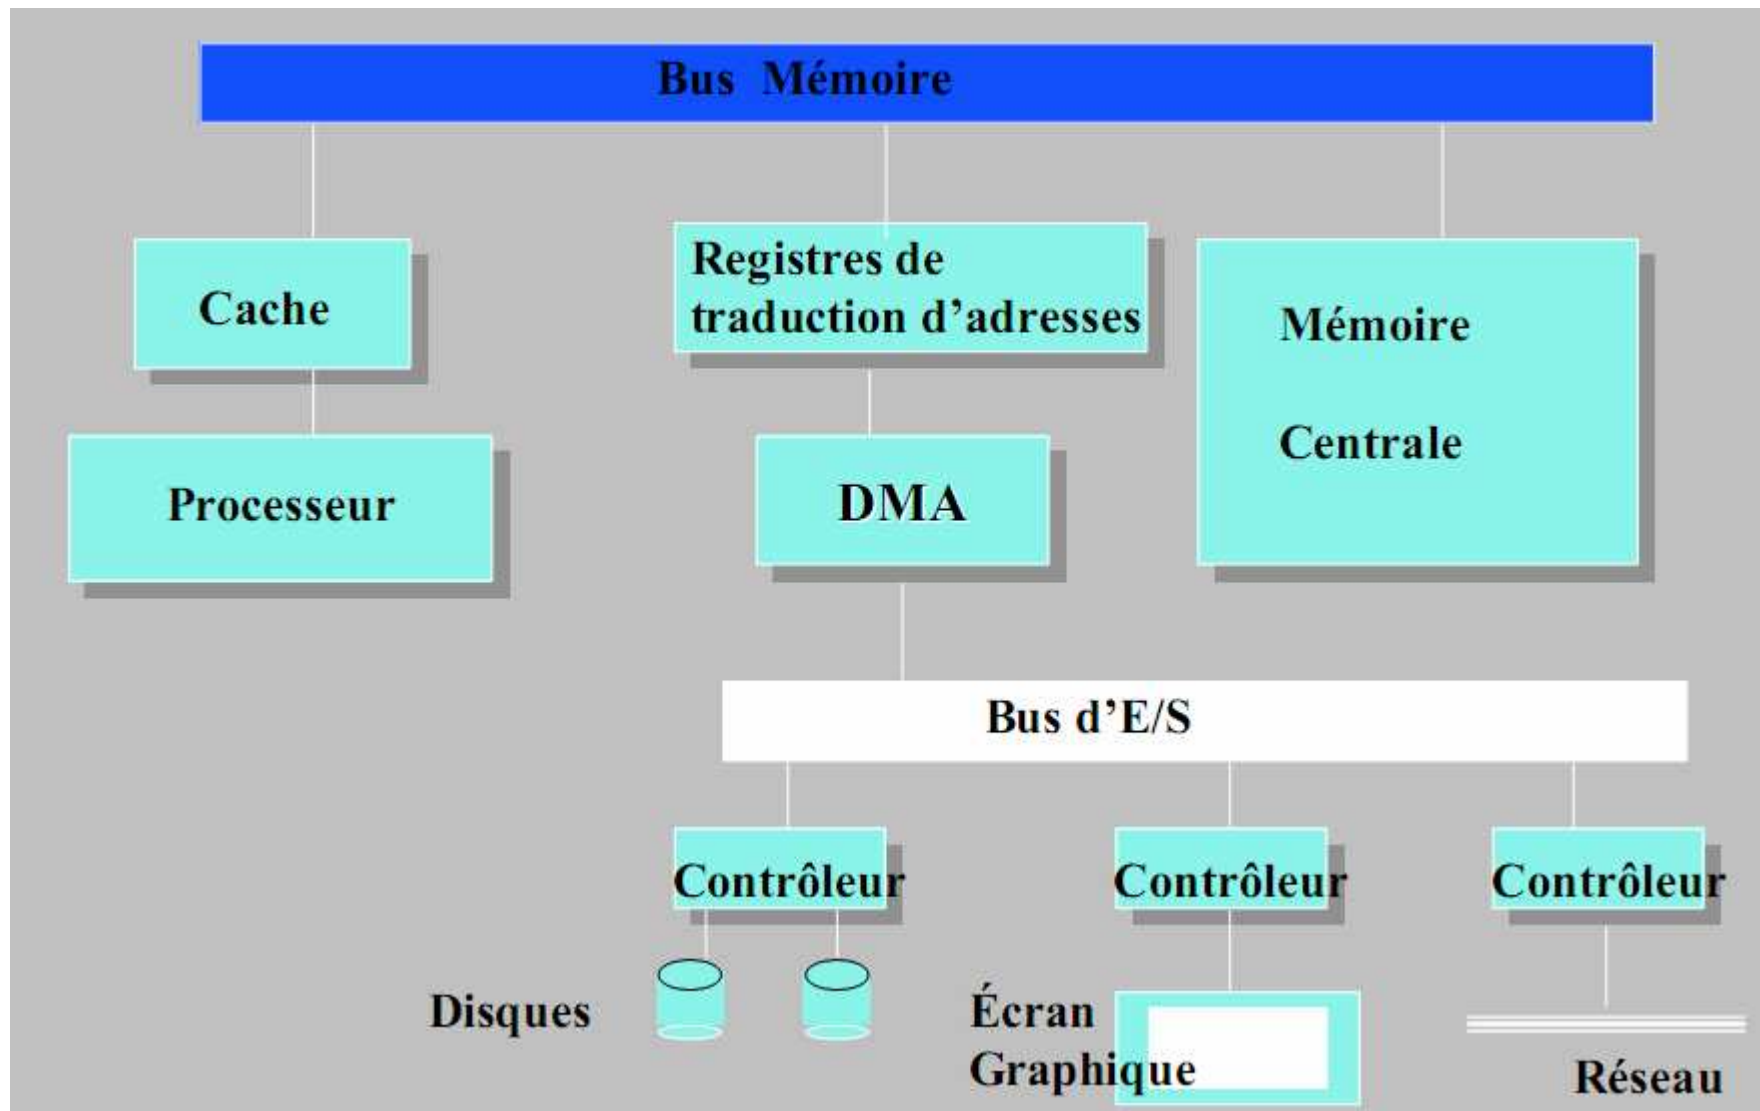 Bus Mémoire
Cache
Registres de
traduction d’adresses
Mémoire
Centrale
Processeur
DMA
Bus d’E/S
Contrôleur
Contrôleur
Contrôleur
Disques
Écran
Graphique
Réseau